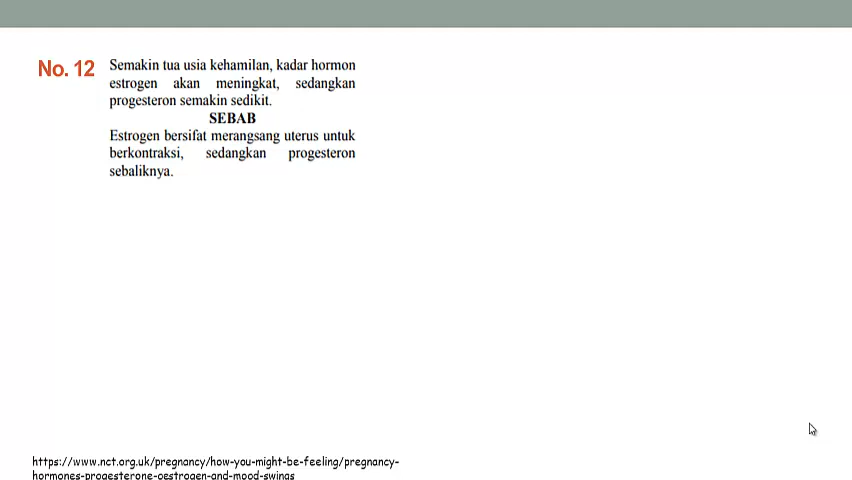 No. 12
Semakin tua usia kehamilan, kadar hormon
estrogen akan meningkat, sedangkan
progesteron semakin sedikit.
SEBAB
Estrogen bersifat merangsang uterus untuk
berkontraksi, sedangkan progesteron
sebaliknya.
https://www.nct.org.uk/pregnancy/how-you-might-be-feeling/pregnancy-
hormones-progesterone-oestrogen-and-mood-swings